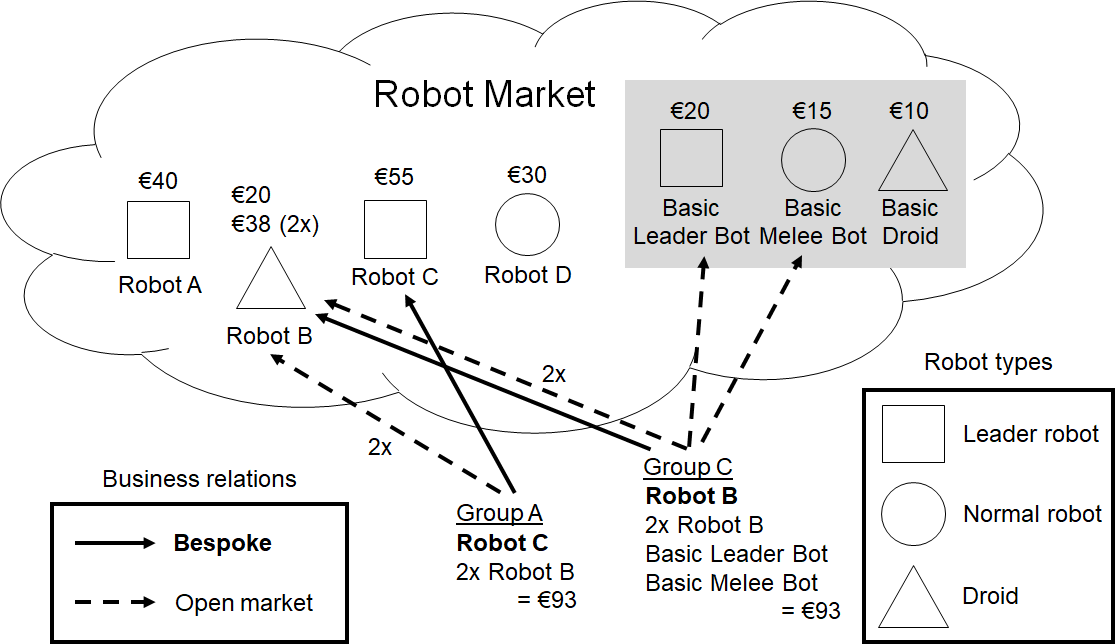 Robot Market
€40
Robot A
€20
€38 (2x)
Robot B
€55
Robot C
€30
Robot D
€20
Basic
Leader Bot
€15
Basic
Melee Bot
€10
Basic
Droid
2x
2x
Business relations
Bespoke
Open market
Group A
Robot C
2x Robot B
= €93
Group C
Robot B
2x Robot B
Basic Leader Bot
Basic Melee Bot
= €93
Robot types
Leader robot
Normal robot
Droid